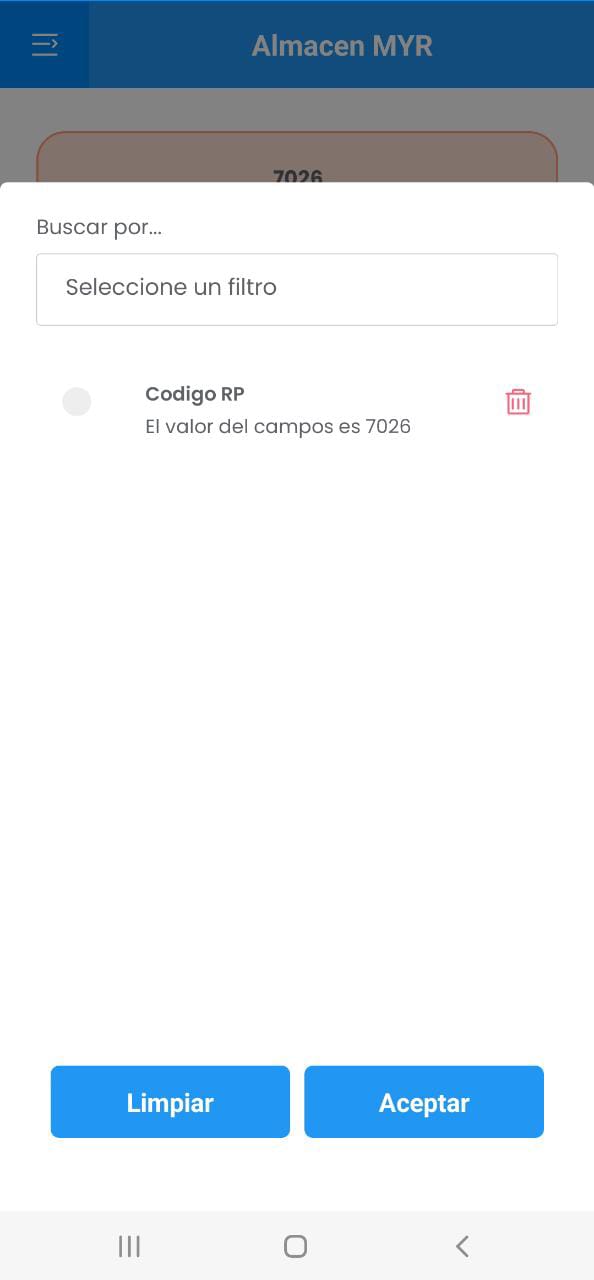 Almacen MYR
7026
Buscar por...
Seleccione un filtro
Codigo RP
El valor del campos es 7026
Limpiar
Aceptar